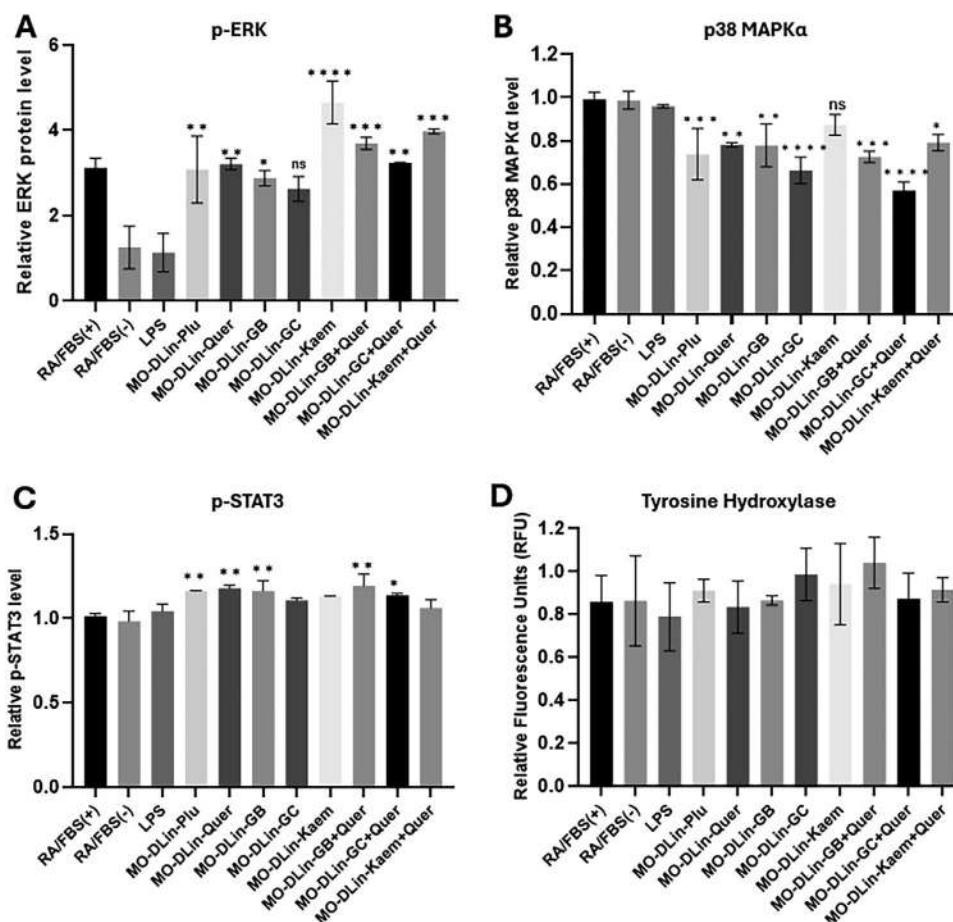 A
p-ERK
Relative ERK protein level
6
4
2
0
** ** * ns **** *** ** ***
RA/FBS(+)
RA/FBS(-)
LPS
MO-DLin-Plu
MO-DLin-Quer
MO-DLin-GB
MO-DLin-GC
MO-DLin-Kaem
MO-DLin-GB+Quer
MO-DLin-GC+Quer
MO-DLin-Kaem+Quer
B
p38 MAPKα
Relative p38 MAPKα level
1.2
1.0
0.8
0.6
0.4
0.2
0.0
*** ** ** **** ns *** **** *
RA/FBS(+)
RA/FBS(-)
LPS
MO-DLin-Plu
MO-DLin-Quer
MO-DLin-GB
MO-DLin-GC
MO-DLin-Kaem
MO-DLin-GB+Quer
MO-DLin-GC+Quer
MO-DLin-Kaem+Quer
C
p-STAT3
Relative p-STAT3 level
1.5
1.0
0.5
0.0
** ** ** ** *
RA/FBS(+)
RA/FBS(-)
LPS
MO-DLin-Plu
MO-DLin-Quer
MO-DLin-GB
MO-DLin-GC
MO-DLin-Kaem
MO-DLin-GB+Quer
MO-DLin-GC+Quer
MO-DLin-Kaem+Quer
D
Tyrosine Hydroxylase
Relative Fluorescence Units (RFU)
1.2
1.0
0.8
0.6
0.4
0.2
0.0
RA/FBS(+)
RA/FBS(-)
LPS
MO-DLin-Plu
MO-DLin-Quer
MO-DLin-GB
MO-DLin-GC
MO-DLin-Kaem
MO-DLin-GB+Quer
MO-DLin-GC+Quer
MO-DLin-Kaem+Quer